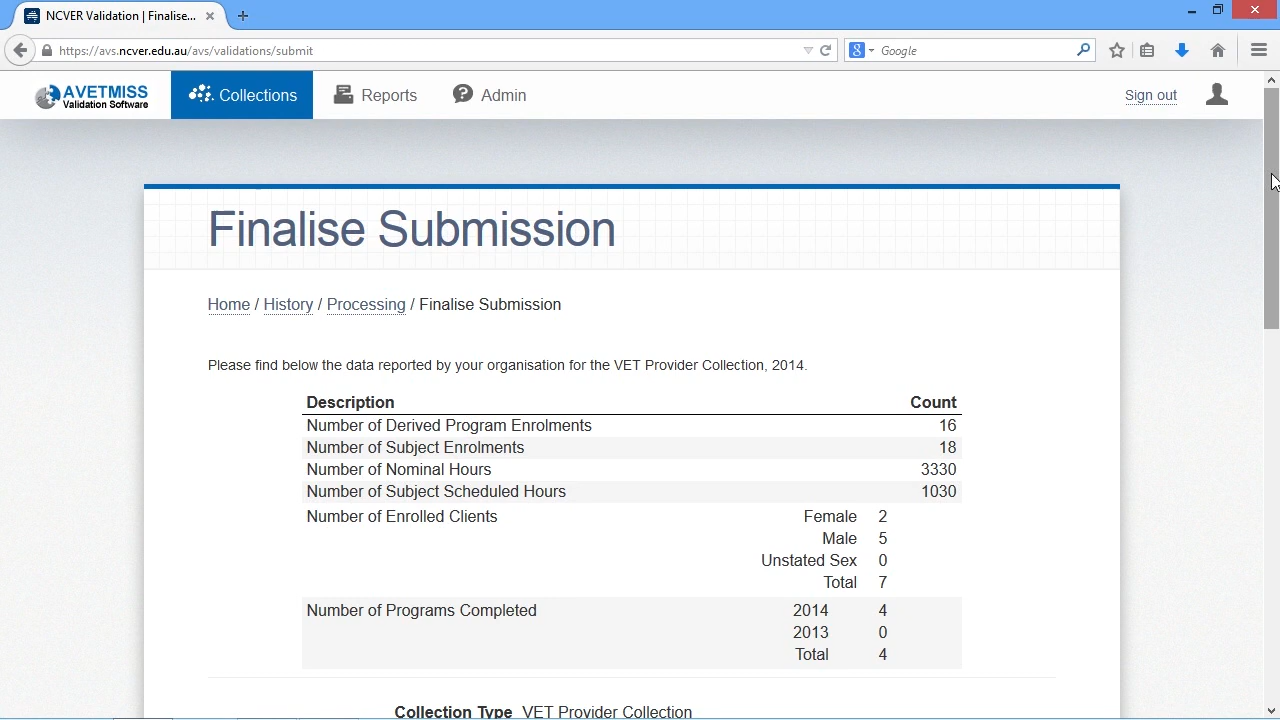 NCVER Validation | Finalise...
https://avs.ncver.edu.au/avs/validations/submit
Google
AVETMISS
Validation Software
Collections
Reports
Admin
Sign out
Finalise Submission
Home / History / Processing / Finalise Submission
Please find below the data reported by your organisation for the VET Provider Collection, 2014.
Description Count
Number of Derived Program Enrolments 16
Number of Subject Enrolments 18
Number of Nominal Hours 3330
Number of Subject Scheduled Hours 1030
Number of Enrolled Clients Female 2
Male 5
Unstated Sex 0
Total 7
Number of Programs Completed 2014 4
2013 0
Total 4
Collection Type VET Provider Collection